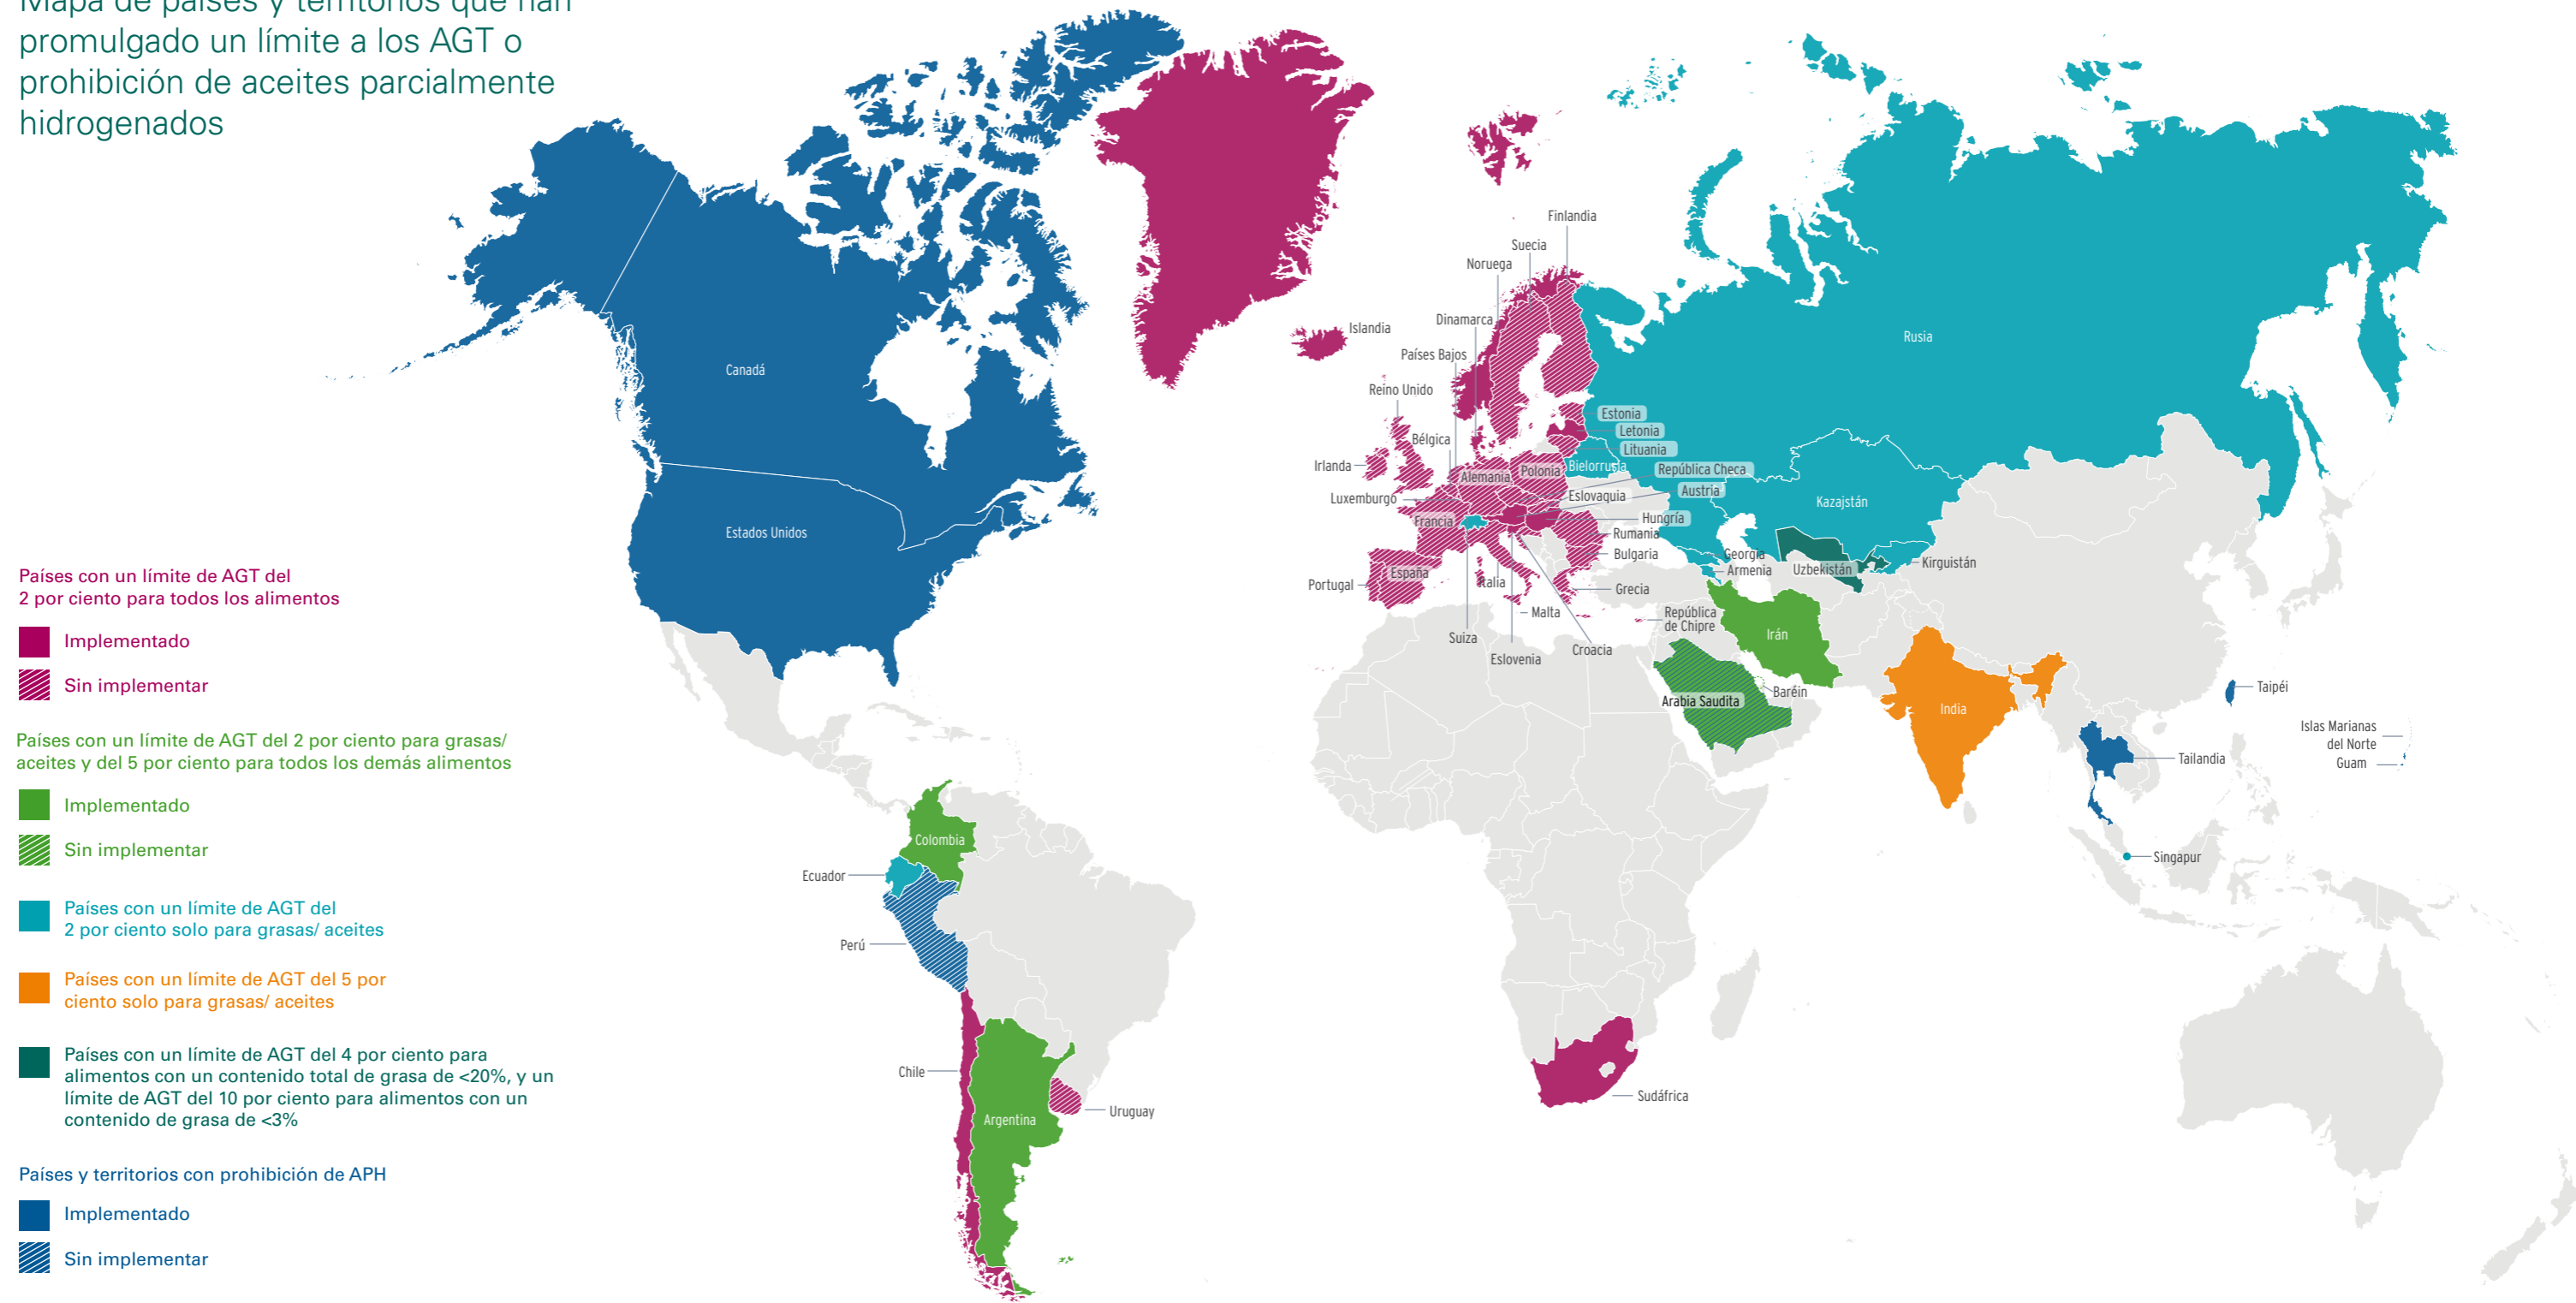 Mapa de países y territorios que han
promulgado un límite a los AGT o
prohibición de aceites parcialmente
hidrogenados
Países con un límite de AGT del
2 por ciento para todos los alimentos
Implementado
Sin implementar
Países con un límite de AGT del 2 por ciento para grasas/
aceites y del 5 por ciento para todos los demás alimentos
Implementado
Sin implementar
Países con un límite de AGT del
2 por ciento solo para grasas/ aceites
Países con un límite de AGT del 5 por
ciento solo para grasas/ aceites
Países con un límite de AGT del 4 por ciento para
alimentos con un contenido total de grasa de <20%, y un
límite de AGT del 10 por ciento para alimentos con un
contenido de grasa de <3%
Países y territorios con prohibición de APH
Implementado
Sin implementar
Canadá
Estados Unidos
Colombia
Ecuador
Perú
Chile
Argentina
Uruguay
Finlandia
Suecia
Noruega
Dinamarca
Islandia
Países Bajos
Reino Unido
Bélgica
Irlanda
Luxemburgo
Alemania
Polonia
Bielorrusia
Francia
Portugal
España
Italia
Estonia
Letonia
Lituania
República Checa
Austria
Eslovaquia
Hungría
Rumania
Bulgaria
Grecia
Malta
República
de Chipre
Suiza
Eslovenia
Croacia
Rusia
Kazajstán
Georgia
Armenia
Uzbekistán
Kirguistán
Irán
Arabia Saudita
Baréin
India
Taipéi
Islas Marianas
del Norte
Guam
Tailandia
Singapur
Sudáfrica